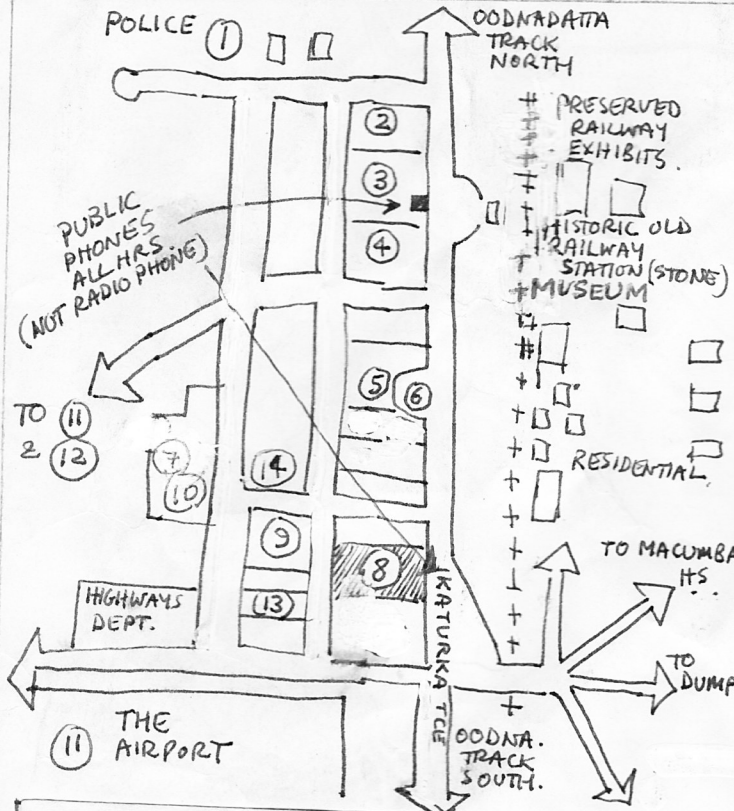 POLICE
①
OODNADATTA
TRACK
NORTH
②
③
④
PRESERVED
RAILWAY
EXHIBITS.
PUBLIC
PHONES
ALL HRS.
(NOT RADIO PHONE)
HISTORIC OLD
RAILWAY
STATION (STONE)
MUSEUM
TO ⑪
& ⑫
⑤
⑥
⑦
⑩
⑭
RESIDENTIAL.
⑨
⑧
⑬
HIGHWAYS
DEPT.
TO MACUMBA
HS.
TO
DUMP
IKATURKA TCE
⑪
THE
AIRPORT
OODNA.
TRACK
SOUTH.